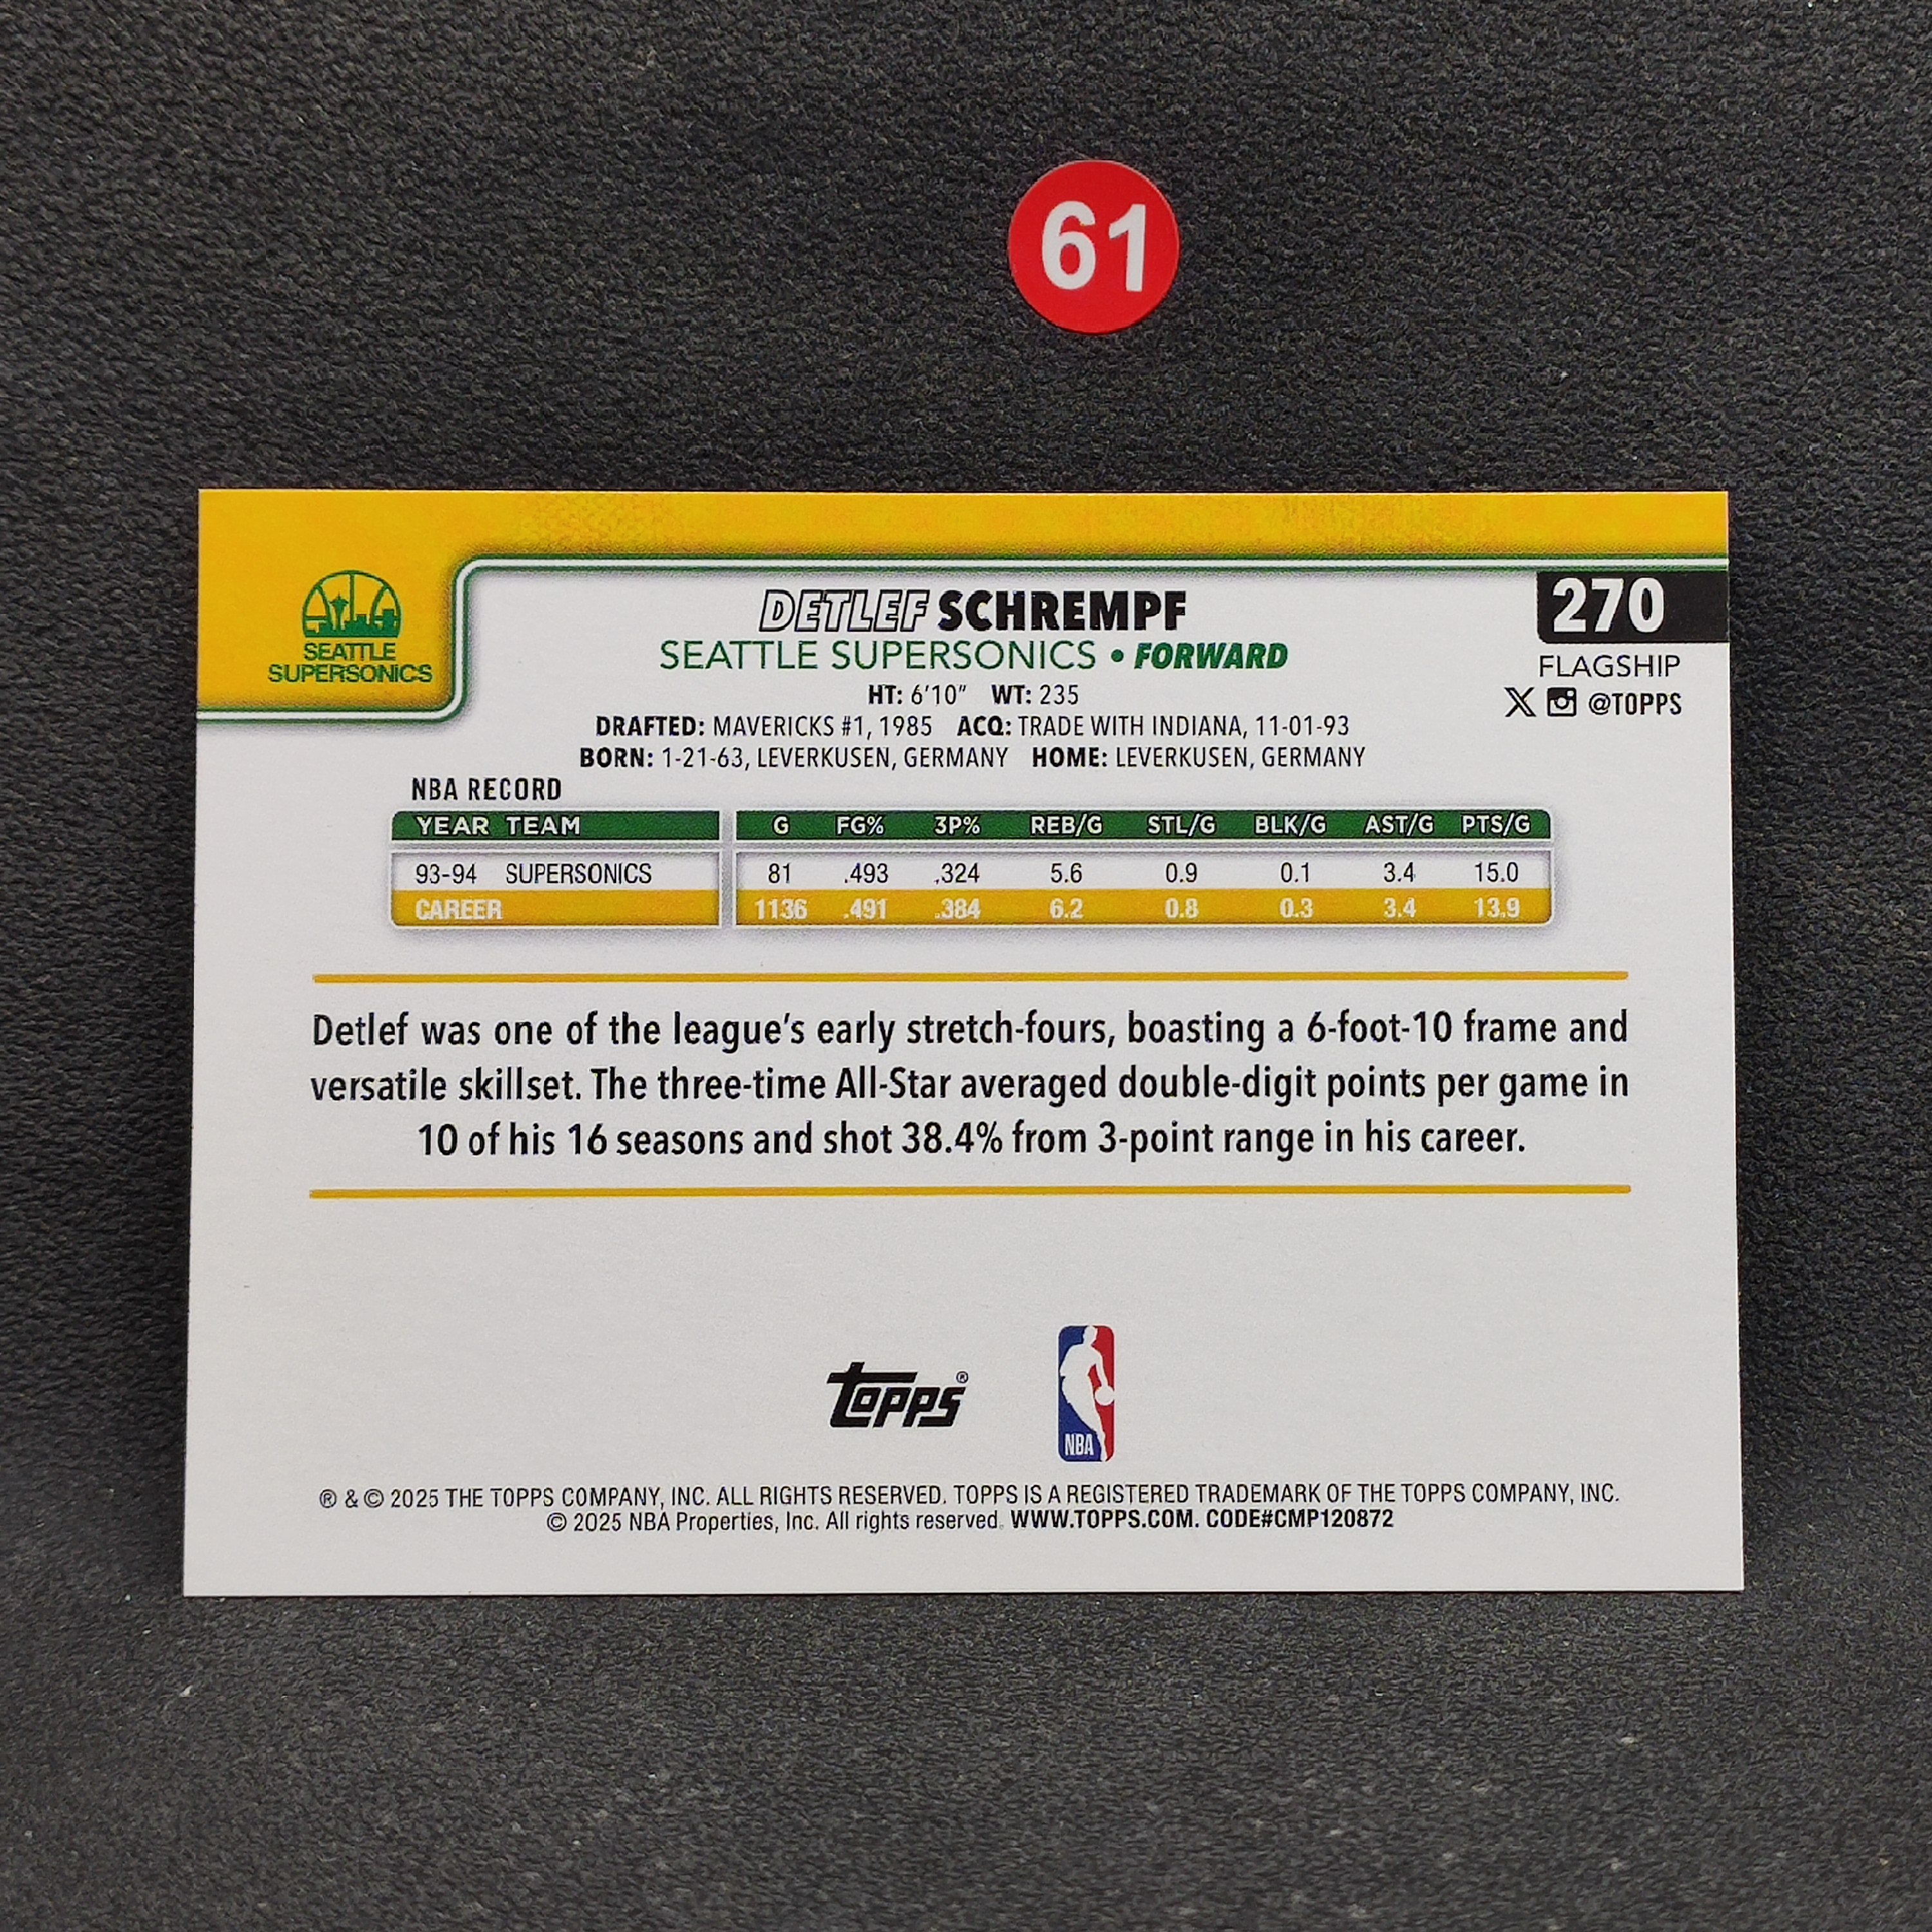 61
SEATTLE
SUPERSONICS
DETLEF SCHREMPF
SEATTLE SUPERSONICS • FORWARD
HT: 6'10" WT: 235
DRAFTED: MAVERICKS #1, 1985 ACQ: TRADE WITH INDIANA, 11-01-93
BORN: 1-21-63, LEVERKUSEN, GERMANY HOME: LEVERKUSEN, GERMANY
270
FLAGSHIP
@TOPPS
NBA RECORD
YEAR TEAM G FG% 3P% REB/G STL/G BLK/G AST/G PTS/G
93-94 SUPERSONICS 81 .493 .324 5.6 0.9 0.1 3.4 15.0
CAREER 1136 .491 .384 6.2 0.8 0.3 3.4 13.9
Detlef was one of the league's early stretch-fours, boasting a 6-foot-10 frame and
versatile skillset. The three-time All-Star averaged double-digit points per game in
10 of his 16 seasons and shot 38.4% from 3-point range in his career.
topps®
NBA
® & © 2025 THE TOPPS COMPANY, INC. ALL RIGHTS RESERVED. TOPPS IS A REGISTERED TRADEMARK OF THE TOPPS COMPANY, INC.
© 2025 NBA Properties, Inc. All rights reserved. WWW.TOPPS.COM. CODE#CMP120872